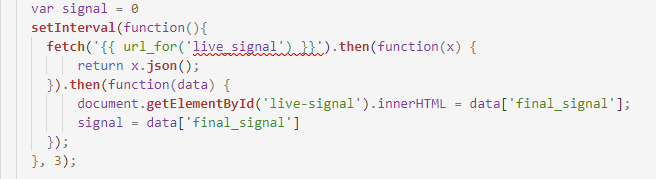 var signal = 0
setInterval(function(){
  fetch('{{ url_for('live_signal') }}').then(function(x) {
      return x.json();
  }).then(function(data) {
      document.getElementById('live-signal').innerHTML = data['final_signal'];
      signal = data['final_signal']
  });
}, 3);